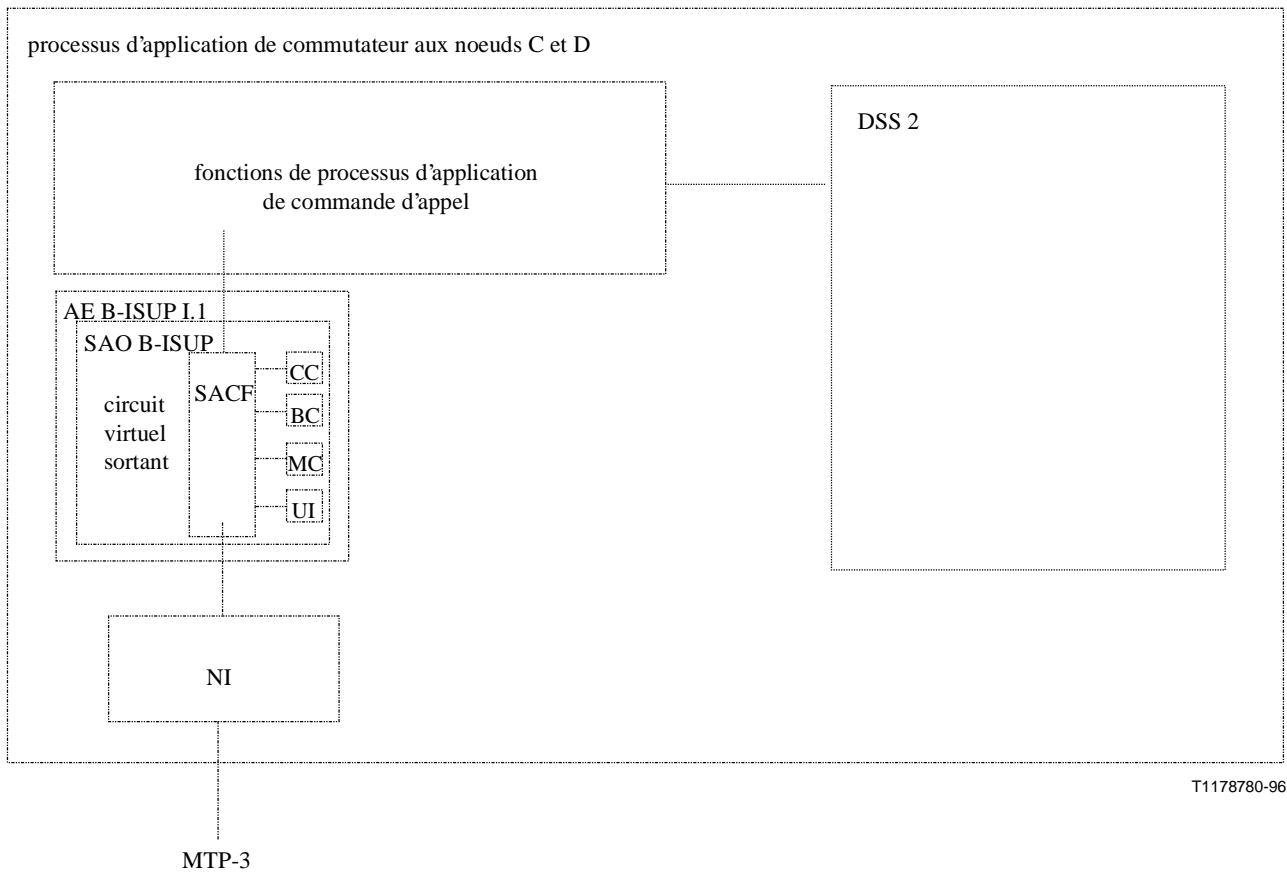 processus d'application de commutateur aux noeuds C et D
DSS 2
fonctions de processus d'application
de commande d'appel
AE B-ISUP I.1
SAO B-ISUP
SACF
circuit
virtuel
sortant
CC
BC
MC
UI
NI
T1178780-96
MTP-3